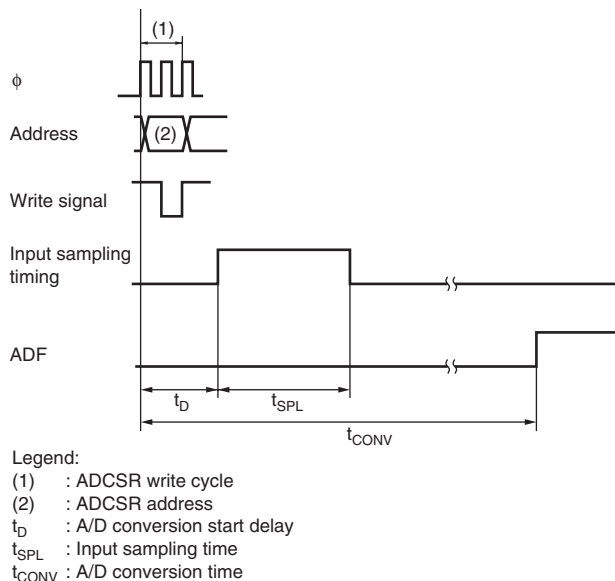 (1)
ϕ
Address
(2)
Write signal
Input sampling
timing
ADF
tD
tSPL
tCONV
Legend:
(1) : ADCSR write cycle
(2) : ADCSR address
tD : A/D conversion start delay
tSPL : Input sampling time
tCONV : A/D conversion time